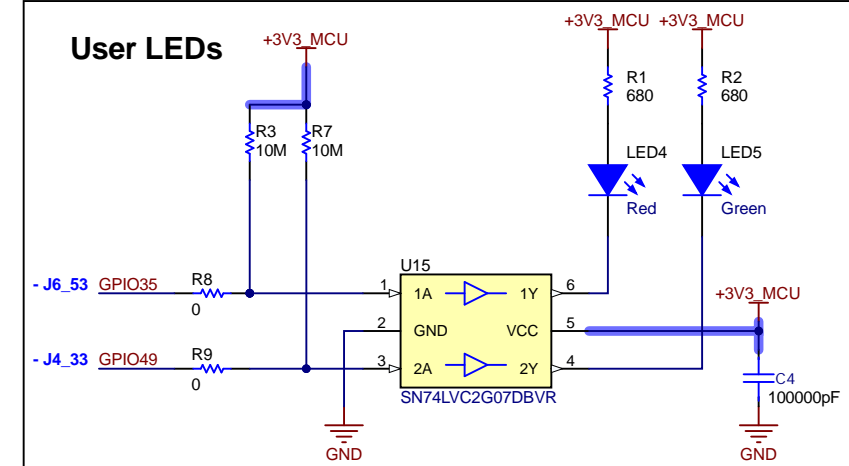 +3V3_MCU +3V3_MCU
User LEDs
+3V3_MCU
R1
680
R2
680
R3
10M
R7
10M
LED4
LED5
Red
Green
U15
- J6_53 GPIO35
R8
0
1
1A
1Y
6
2
GND
VCC
5
+3V3_MCU
- J4_33 GPIO49
R9
0
3
2A
2Y
4
SN74LVC2G07DBVR
C4
100000pF
GND
GND